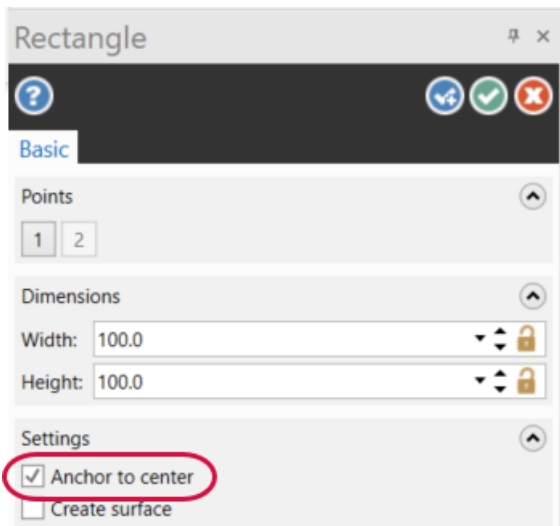 Rectangle
?
Basic
Points
1 2
Dimensions
Width: 100.0
Height: 100.0
Settings
Anchor to center
Create surface